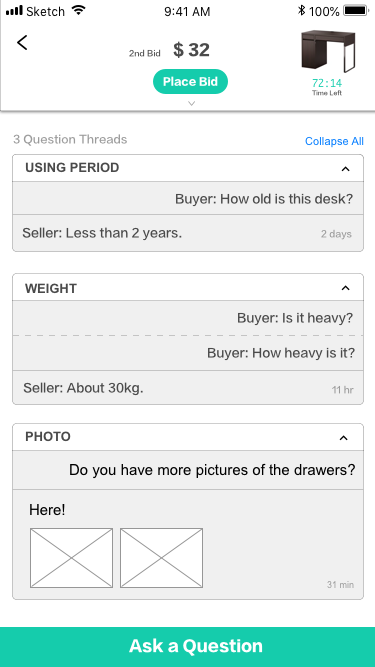 Sketch 9:41 AM 100%
2nd Bid $ 32
Place Bid
72:14
Time Left
3 Question Threads Collapse All
USING PERIOD
Buyer: How old is this desk?
Seller: Less than 2 years. 2 days
WEIGHT
Buyer: Is it heavy?
Buyer: How heavy is it?
Seller: About 30kg. 11 hr
PHOTO
Do you have more pictures of the drawers?
Here!
31 min
Ask a Question